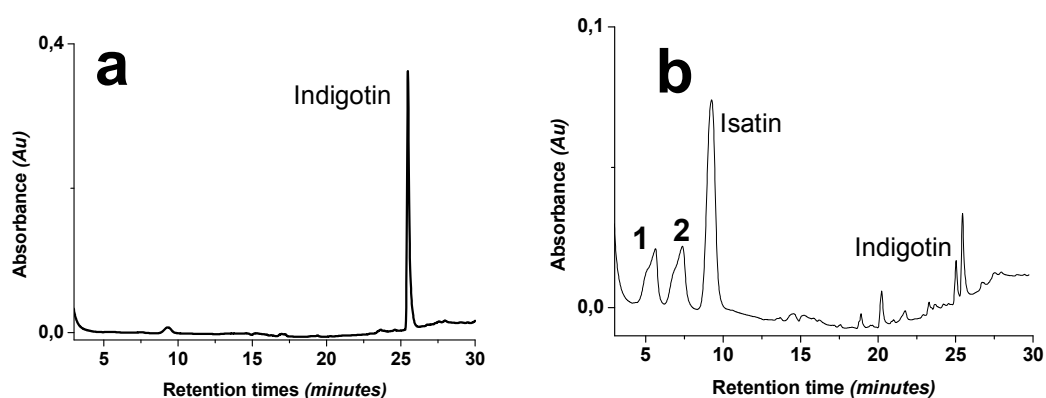 a
0,4
Indigotin
0,0
Absorbance (Au)
5 10 15 20 25 30
Retention times (minutes)
b
0,1
Isatin
1 2
Indigotin
0,0
Absorbance (Au)
5 10 15 20 25 30
Retention time (minutes)